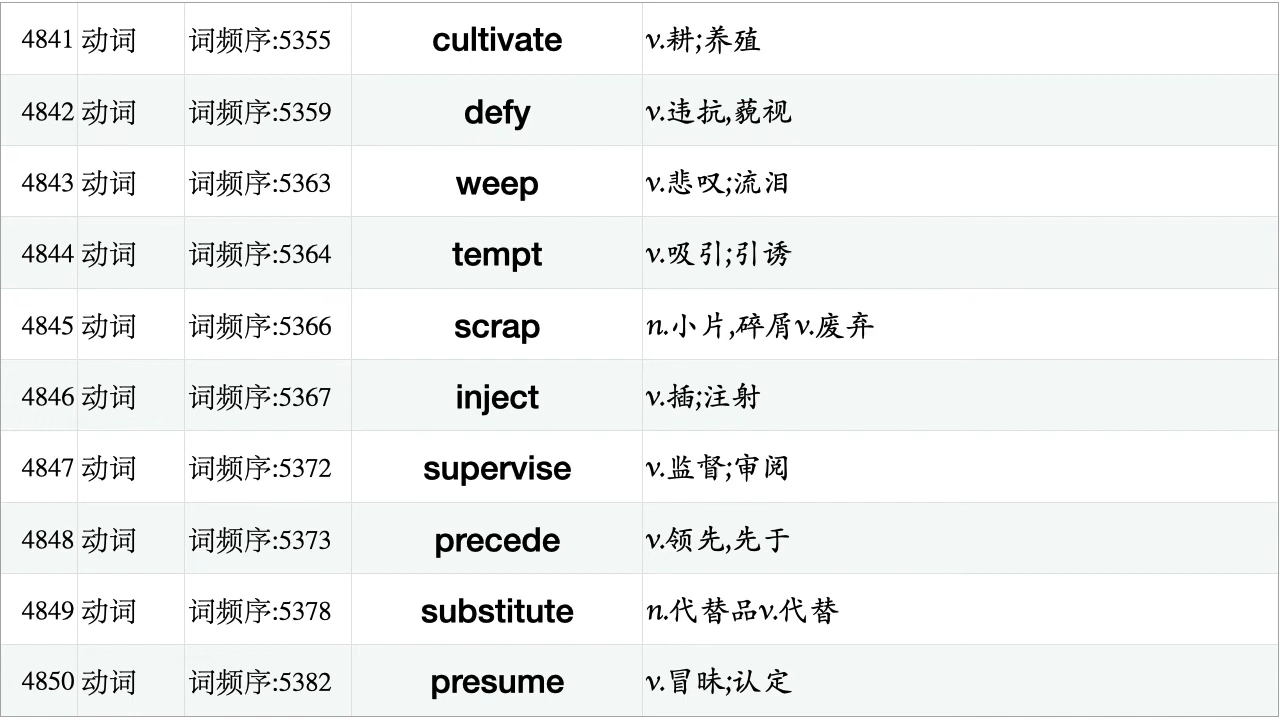 4841 动词 词频序:5355 cultivate v.耕;养殖
4842 动词 词频序:5359 defy v.违抗,藐视
4843 动词 词频序:5363 weep v.悲叹;流泪
4844 动词 词频序:5364 tempt v.吸引;引诱
4845 动词 词频序:5366 scrap n.小片,碎屑v.废弃
4846 动词 词频序:5367 inject v.插;注射
4847 动词 词频序:5372 supervise v.监督;审阅
4848 动词 词频序:5373 precede v.领先,先于
4849 动词 词频序:5378 substitute n.代替品v.代替
4850 动词 词频序:5382 presume v.冒昧;认定